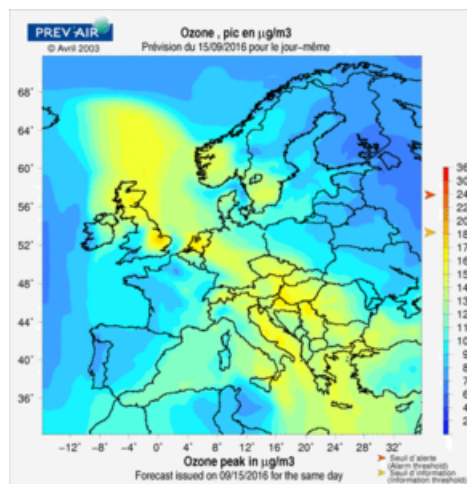 PREV'AIR
© Avril 2003
Ozone , pic en µg/m3
Prévision du 15/09/2016 pour le jour-même
68°
64°
60°
56°
52°
48°
44°
40°
36°
-12° -8° -4° 0° 4° 8° 12° 16° 20° 24° 28° 32°
Ozone peak in µg/m3
Forecast issued on 09/15/2016 for the same day
Seuil d'alerte
(Alarm threshold)
Seuil d'information
(Information threshold)